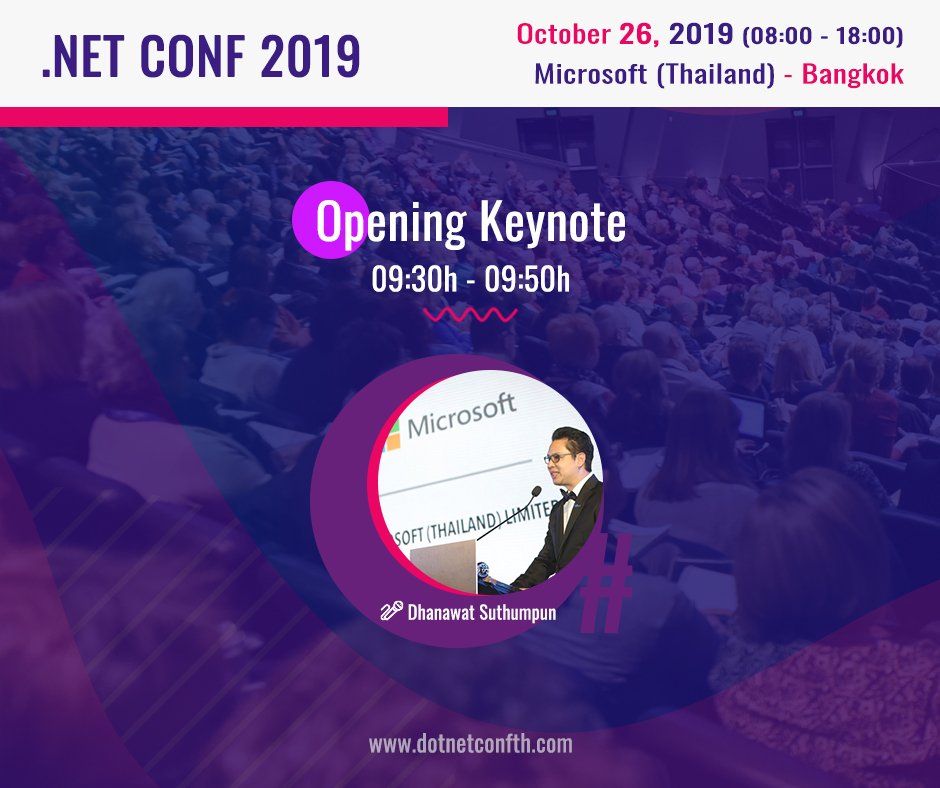 .NET CONF 2019
October 26, 2019 (08:00 - 18:00)
Microsoft (Thailand) - Bangkok
Opening Keynote
09:30h - 09:50h
Microsoft
SOFT (THAILAND) LIMITE
#
Dhanawat Suthumpun
www.dotnetconfth.com